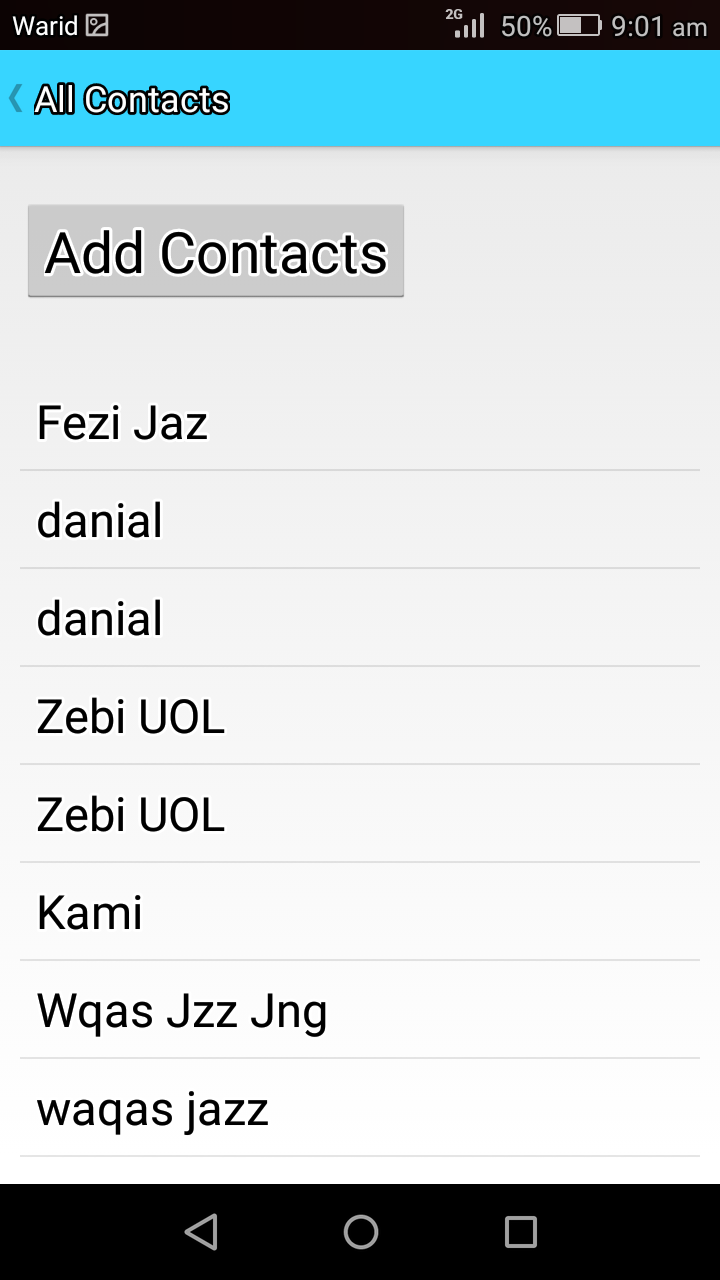 Warid 2G 50% 9:01 am
All Contacts
Add Contacts
Fezi Jaz
danial
danial
Zebi UOL
Zebi UOL
Kami
Wqas Jzz Jng
waqas jazz